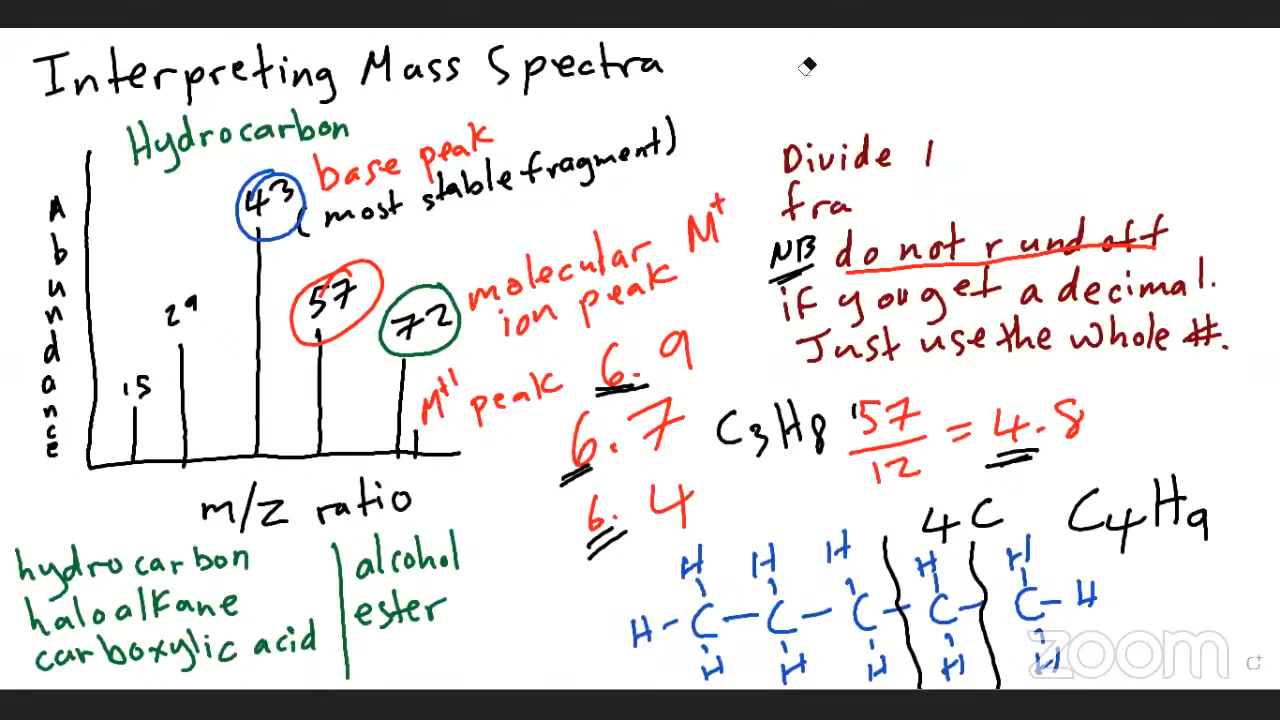 Interpreting Mass Spectra
Hydrocarbon
base peak
(most stable fragment)
43
29
15
57
72
molecular M+
ion peak
M+1 peak
Abundance
m/z ratio
hydrocarbon
haloalkane
carboxylic acid
alcohol
ester
Divide 1
fra
NB do not r und off
if you get a decimal.
Just use the whole #.
6.9
6.7
6.4
C3H8
57
12
= 4.8
4C
C4H9
H H H H H
H - C - C - C - C - C - H
H H H H H
zoom